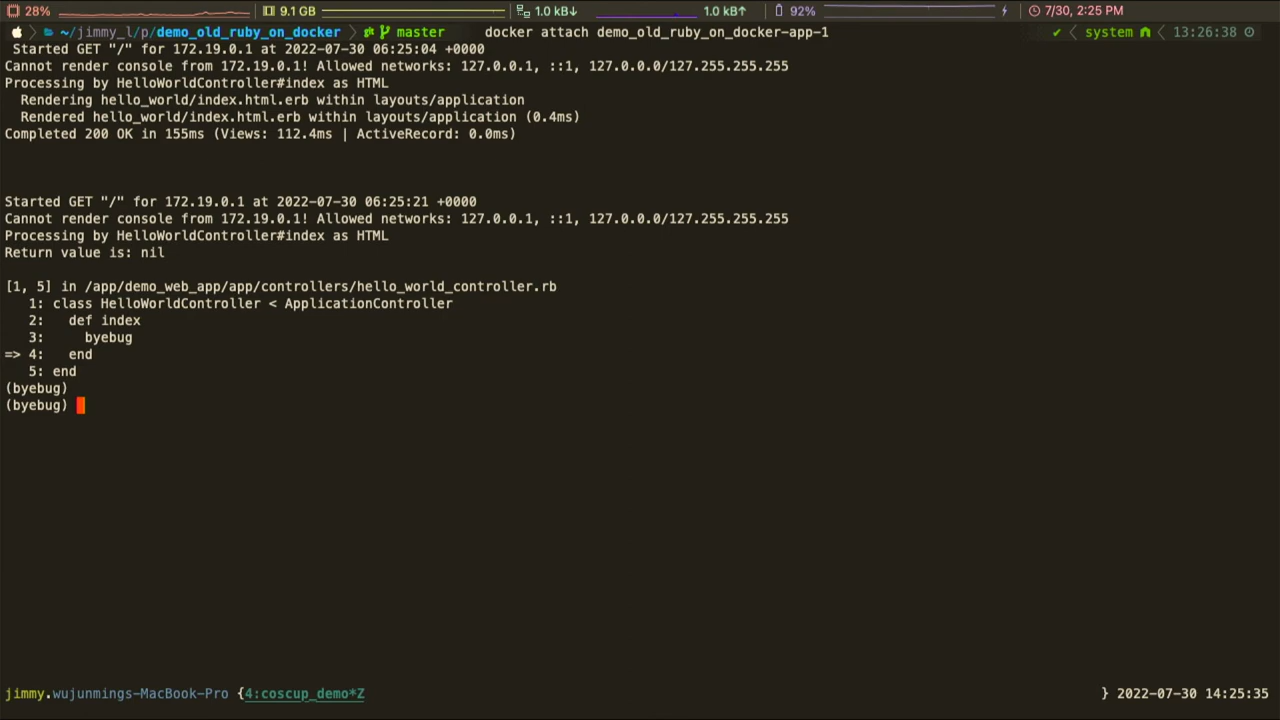 28% 9.1 GB 1.0 kB↓ 1.0 kB↑ 92% 7/30, 2:25 PM
~/jimmy_l/p/demo_old_ruby_on_docker master docker attach demo_old_ruby_on_docker-app-1 ✔ system 13:26:38
Started GET "/" for 172.19.0.1 at 2022-07-30 06:25:04 +0000
Cannot render console from 172.19.0.1! Allowed networks: 127.0.0.1, ::1, 127.0.0.0/127.255.255.255
Processing by HelloWorldController#index as HTML
  Rendering hello_world/index.html.erb within layouts/application
  Rendered hello_world/index.html.erb within layouts/application (0.4ms)
Completed 200 OK in 155ms (Views: 112.4ms | ActiveRecord: 0.0ms)
Started GET "/" for 172.19.0.1 at 2022-07-30 06:25:21 +0000
Cannot render console from 172.19.0.1! Allowed networks: 127.0.0.1, ::1, 127.0.0.0/127.255.255.255
Processing by HelloWorldController#index as HTML
Return value is: nil
[1, 5] in /app/demo_web_app/app/controllers/hello_world_controller.rb
   1: class HelloWorldController < ApplicationController
   2:   def index
   3:     byebug
=> 4:   end
   5: end
(byebug)
(byebug)
jimmy.wujunmings-MacBook-Pro {4:coscup_demo*Z } 2022-07-30 14:25:35